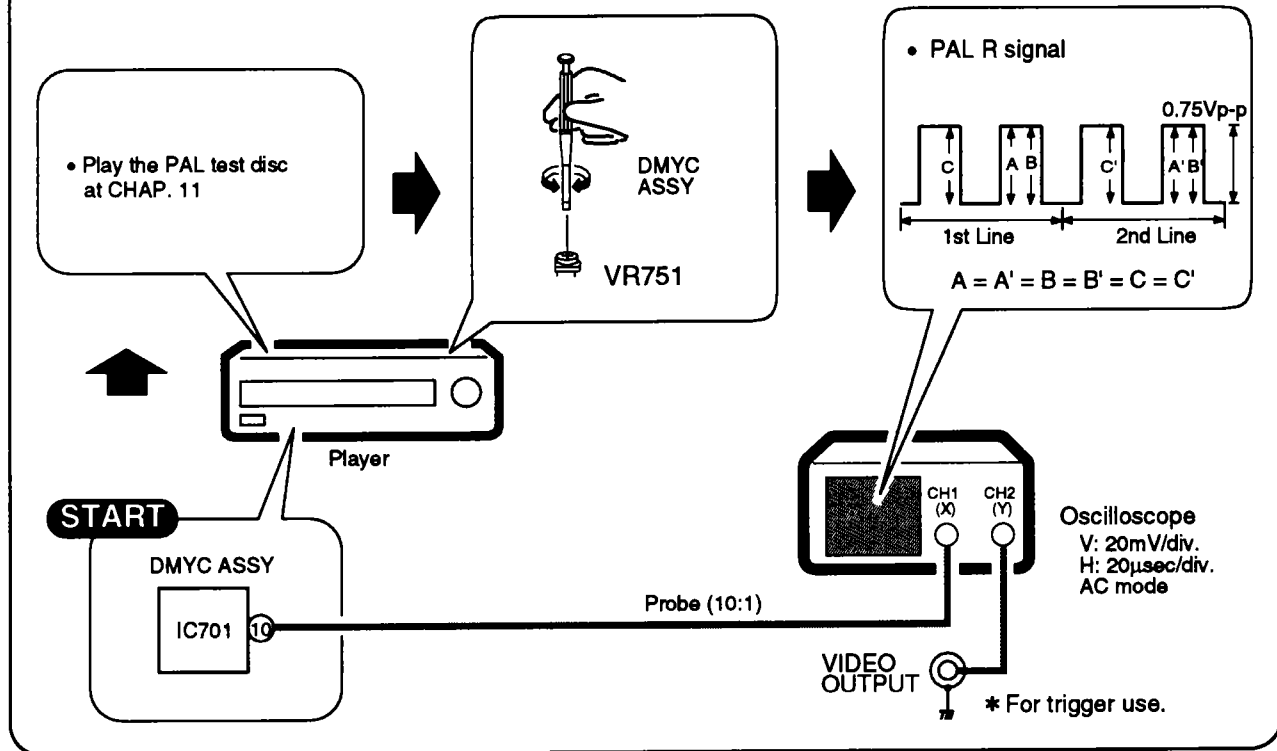 • Play the PAL test disc
at CHAP. 11
DMYC
ASSY
VR751
• PAL R signal
0.75Vp-p
C
A
B
C'
A'
B'
1st Line
2nd Line
A = A' = B = B' = C = C'
Player
START
DMYC ASSY
IC701
10
Probe (10:1)
CH1
(X)
CH2
(Y)
Oscilloscope
V: 20mV/div.
H: 20µsec/div.
AC mode
VIDEO
OUTPUT
* For trigger use.